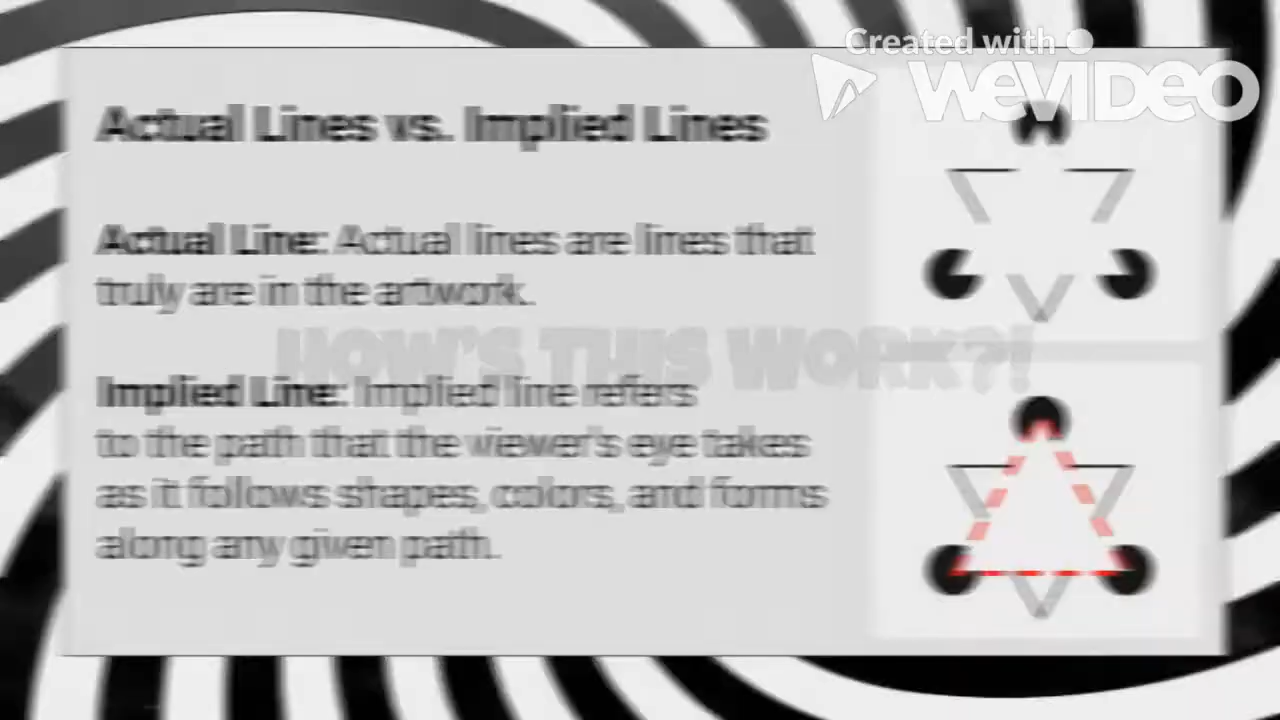 Created with
WEVIDEO
Actual Lines vs. Implied Lines
Actual Line: Actual lines are lines that
truly are in the artwork.
HOW'S THIS WORK?!
Implied Line: Implied line refers
to the path that the viewer's eye takes
as it follows shapes, colors, and forms
along any given path.